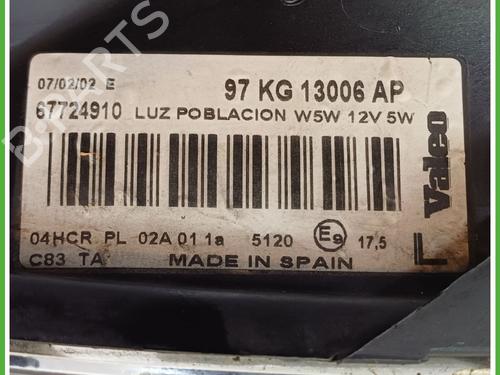 07/02/02 E
97 KG 13006 AP
67724910 LUZ POBLACION W5W 12V 5W
04HCR PL 02A 01 1a 5120 E9 17,5
C83 TA MADE IN SPAIN
L Valeo
B-PARTS